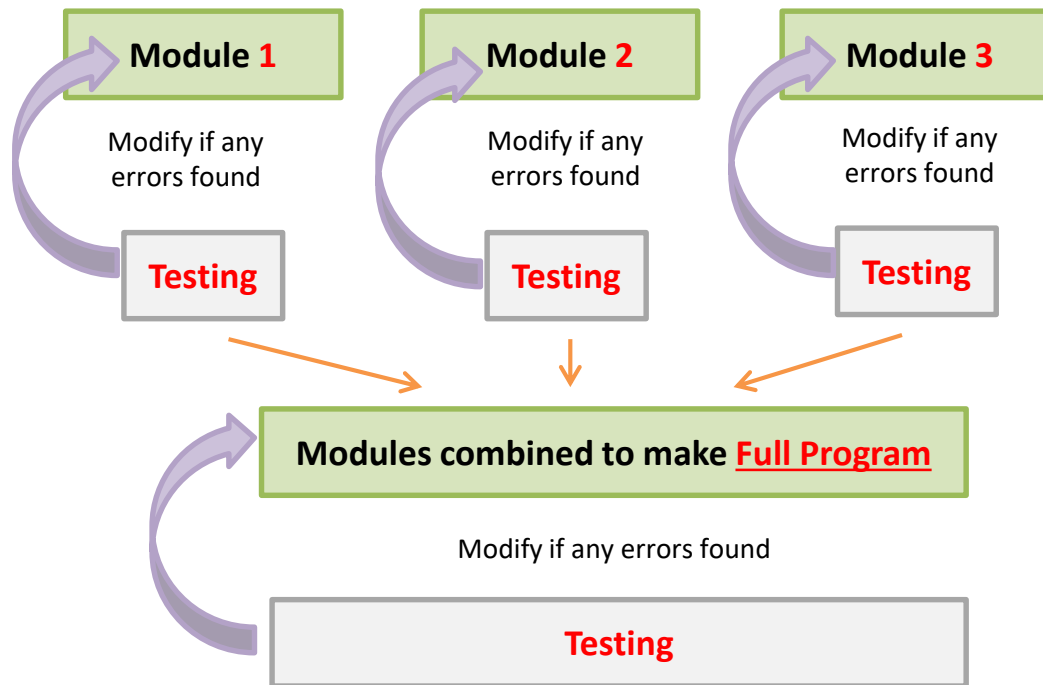 Module 1
Module 2
Module 3
Modify if any
errors found
Modify if any
errors found
Modify if any
errors found
Testing
Testing
Testing
Modules combined to make Full Program
Modify if any errors found
Testing